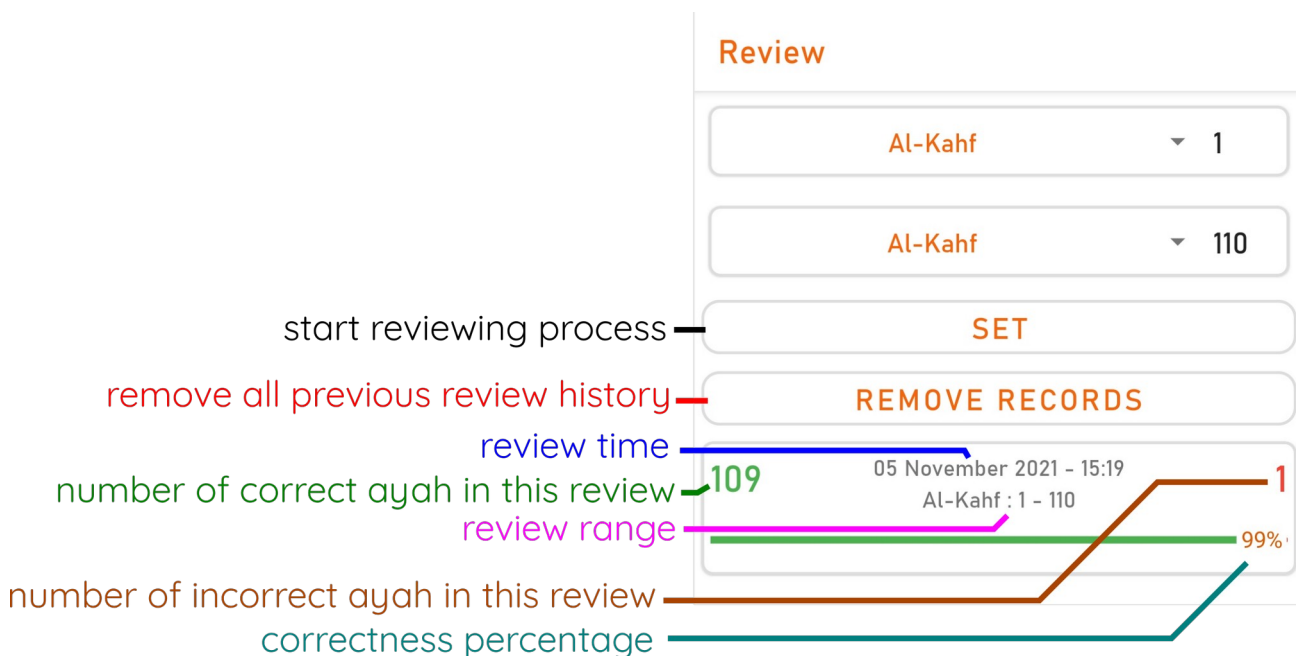 Review
Al-Kahf 1
Al-Kahf 110
start reviewing process
SET
remove all previous review history
REMOVE RECORDS
review time
05 November 2021 - 15:19
number of correct ayah in this review
109
1
Al-Kahf : 1 - 110
review range
99%
number of incorrect ayah in this review
correctness percentage